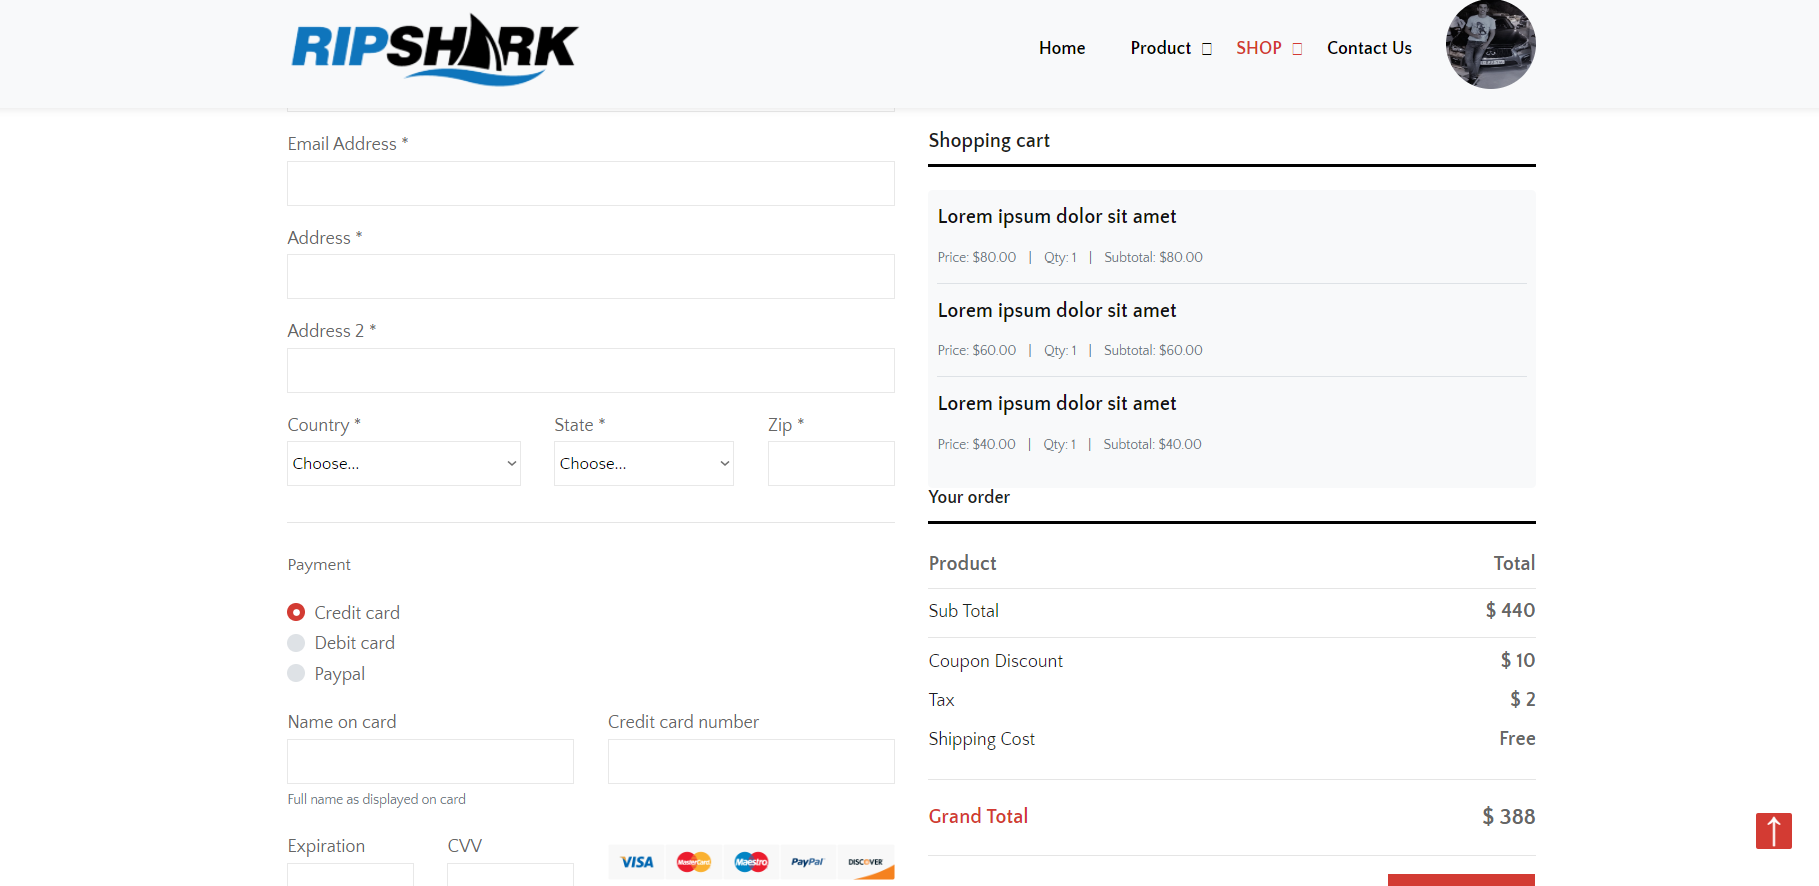 RIPSHARK
Home Product SHOP Contact Us
Email Address *
Address *
Address 2 *
Country * State * Zip *
Choose... Choose...
Payment
Credit card
Debit card
Paypal
Name on card Credit card number
Full name as displayed on card
Expiration CVV
VISA MasterCard Maestro PayPal DISCOVER
Shopping cart
Lorem ipsum dolor sit amet
Price: $80.00 | Qty: 1 | Subtotal: $80.00
Lorem ipsum dolor sit amet
Price: $60.00 | Qty: 1 | Subtotal: $60.00
Lorem ipsum dolor sit amet
Price: $40.00 | Qty: 1 | Subtotal: $40.00
Your order
Product Total
Sub Total $ 440
Coupon Discount $ 10
Tax $ 2
Shipping Cost Free
Grand Total $ 388